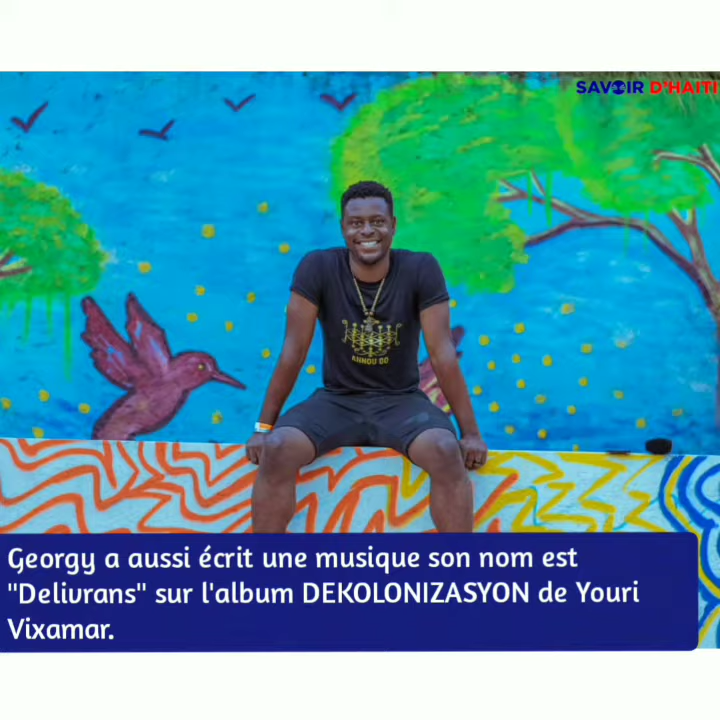 SAVOIR D'HAITI
ANNOU DO
Georgy a aussi écrit une musique son nom est
"Delivrans" sur l'album DEKOLONIZASYON de Youri
Vixamar.